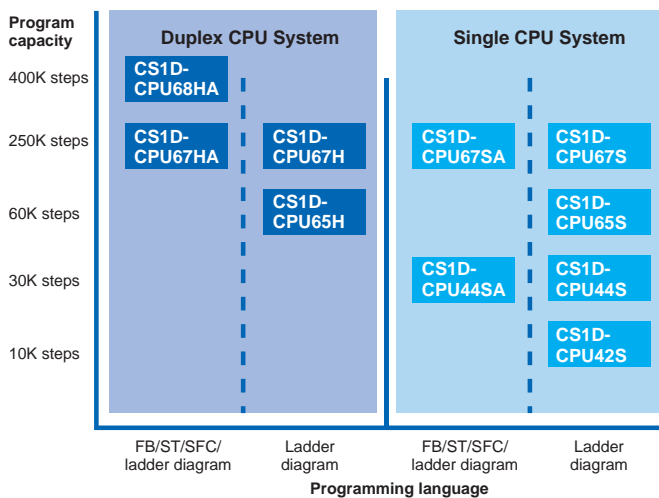 Program
capacity
Duplex CPU System
Single CPU System
400K steps
CS1D-
CPU68HA
250K steps
CS1D-
CPU67HA
CS1D-
CPU67H
CS1D-
CPU67SA
CS1D-
CPU67S
60K steps
CS1D-
CPU65H
CS1D-
CPU65S
30K steps
CS1D-
CPU44SA
CS1D-
CPU44S
10K steps
CS1D-
CPU42S
FB/ST/SFC/
ladder diagram
Ladder
diagram
FB/ST/SFC/
ladder diagram
Ladder
diagram
Programming language